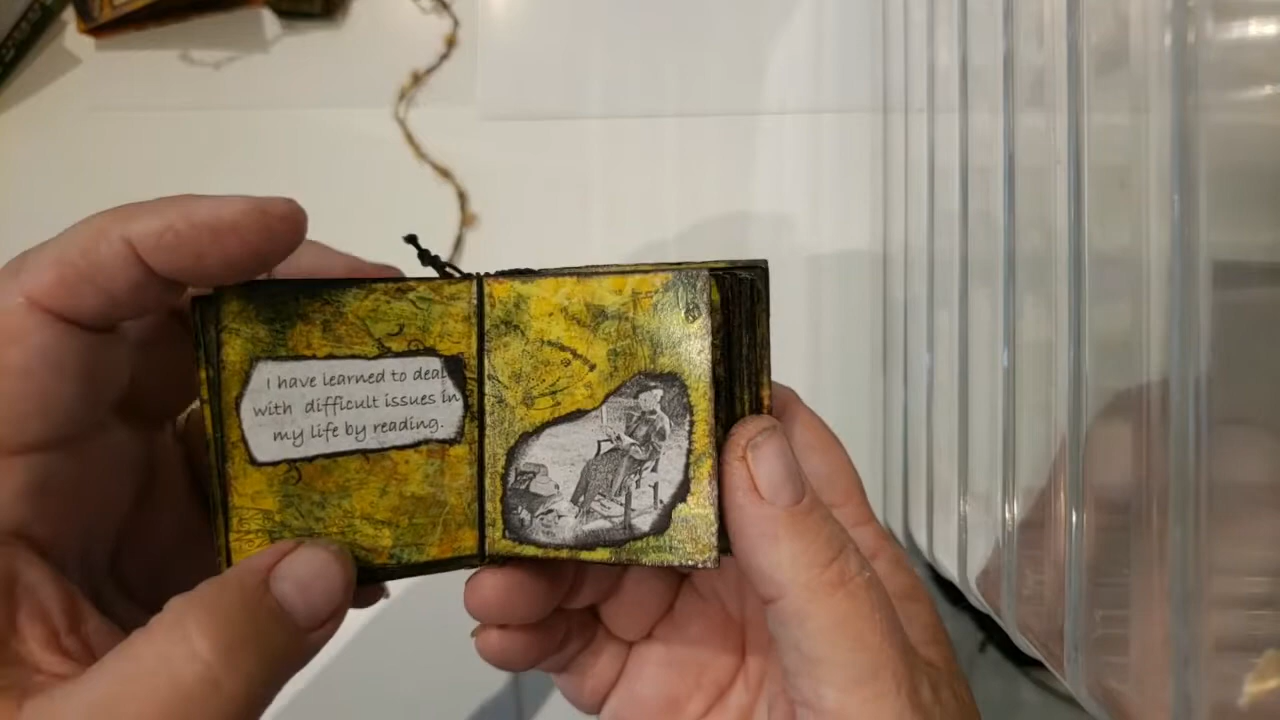 I have learned to deal
with difficult issues in
my life by reading.